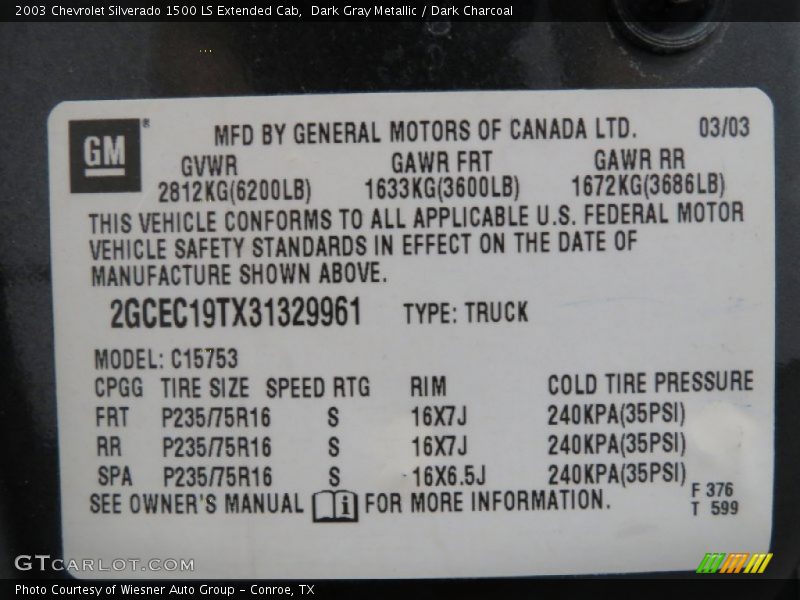 2003 Chevrolet Silverado 1500 LS Extended Cab,  Dark Gray Metallic / Dark Charcoal
GM ® MFD BY GENERAL MOTORS OF CANADA LTD. 03/03
GVWR GAWR FRT GAWR RR
2812KG(6200LB) 1633KG(3600LB) 1672KG(3686LB)
THIS VEHICLE CONFORMS TO ALL APPLICABLE U.S. FEDERAL MOTOR
VEHICLE SAFETY STANDARDS IN EFFECT ON THE DATE OF
MANUFACTURE SHOWN ABOVE.
2GCEC19TX31329961 TYPE: TRUCK
MODEL: C15753
CPGG TIRE SIZE SPEED RTG RIM COLD TIRE PRESSURE
FRT P235/75R16 S 16X7J 240KPA(35PSI)
RR P235/75R16 S 16X7J 240KPA(35PSI)
SPA P235/75R16 S 16X6.5J 240KPA(35PSI)
SEE OWNER'S MANUAL i FOR MORE INFORMATION.
F 376
T 599
GTCarLot.com
Photo Courtesy of Wiesner Auto Group - Conroe, TX